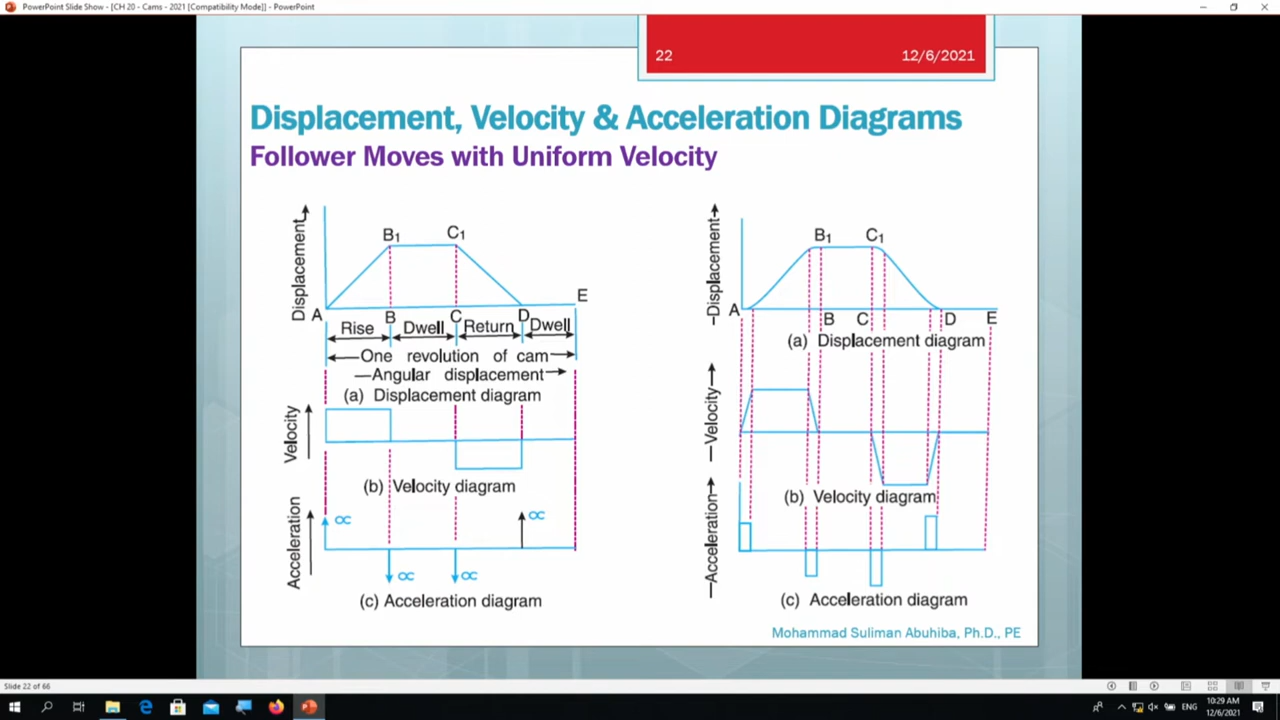 PowerPoint Slide Show - [CH 20 - Cams - 2021 [Compatibility Mode]] - PowerPoint
22 12/6/2021
Displacement, Velocity & Acceleration Diagrams
Follower Moves with Uniform Velocity
Displacement
B1 C1
A B C D E
Rise Dwell Return Dwell
One revolution of cam
Angular displacement
(a) Displacement diagram
Velocity
(b) Velocity diagram
Acceleration
∝ ∝
∝ ∝
(c) Acceleration diagram
Displacement
B1 C1
A B C D E
(a) Displacement diagram
Velocity
(b) Velocity diagram
Acceleration
(c) Acceleration diagram
Mohammad Suliman Abuhiba, Ph.D., PE
Slide 22 of 66
ENG
10:29 AM
12/6/2021